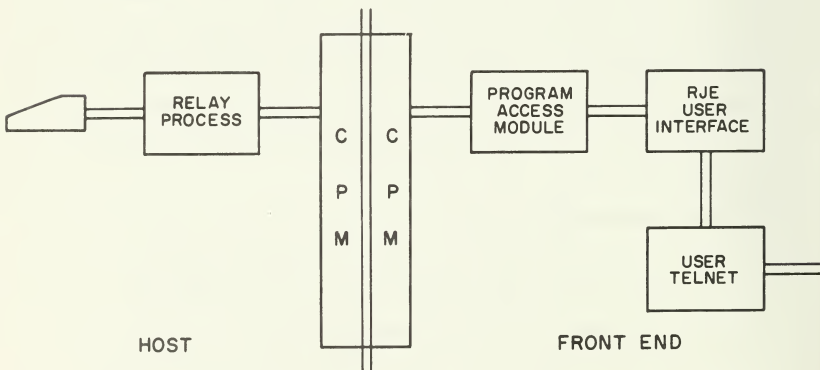 RELAY
PROCESS
C
P
M
C
P
M
PROGRAM
ACCESS
MODULE
RJE
USER
INTERFACE
USER
TELNET
HOST
FRONT END